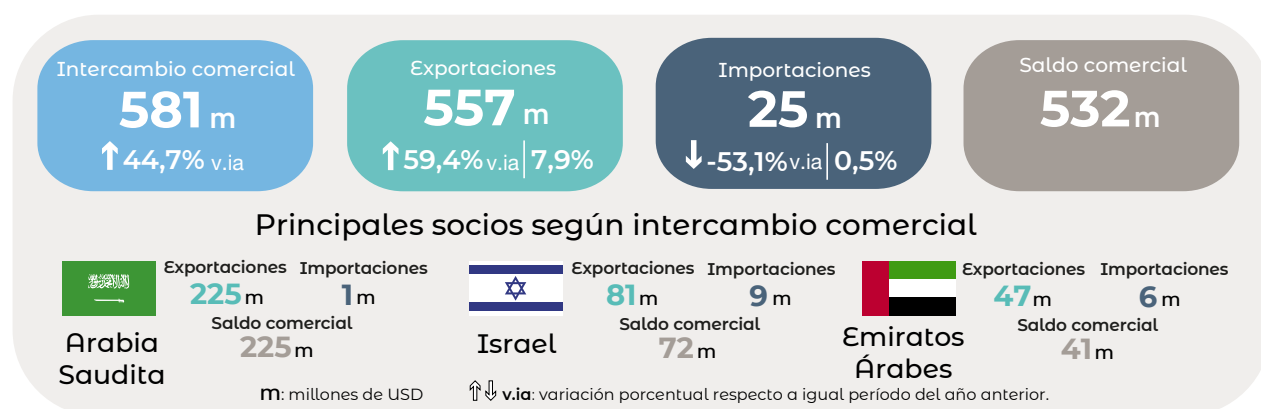 Intercambio comercial
581 m
↑ 44,7% v.ia
Exportaciones
557 m
↑ 59,4% v.ia | 7,9%
Importaciones
25 m
↓ -53,1% v.ia | 0,5%
Saldo comercial
532 m
Principales socios según intercambio comercial
Exportaciones Importaciones
225 m 1 m
Saldo comercial
225 m
Arabia
Saudita
Exportaciones Importaciones
81 m 9 m
Saldo comercial
72 m
Israel
Exportaciones Importaciones
47 m 6 m
Saldo comercial
41 m
Emiratos
Árabes
m: millones de USD
⇑⇓ v.ia: variación porcentual respecto a igual período del año anterior.